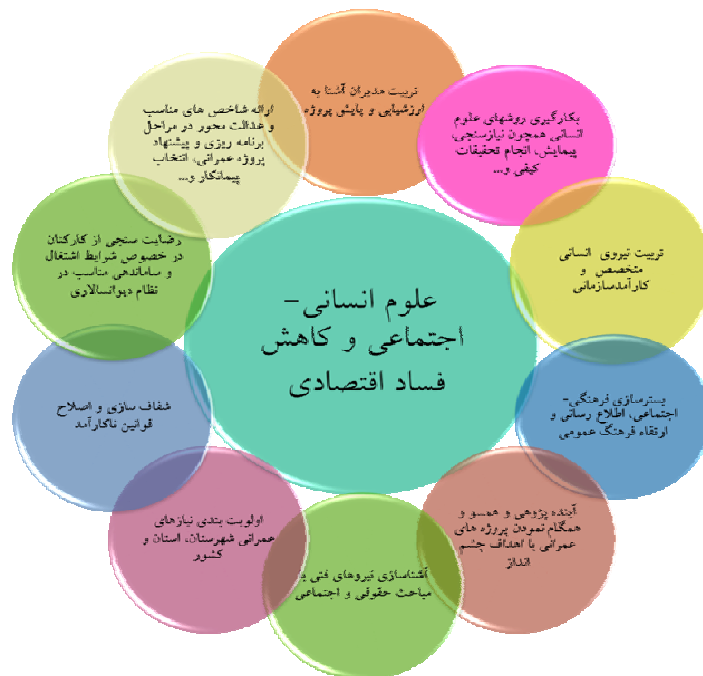 علوم انسانی-
اجتماعی و کاهش
فساد اقتصادی
تربیت مدیران آشنا به
ارزشیابی و پایش پروژه
بکارگیری روشهای علوم
انسانی همچون نیازسنجی،
پیمایش، انجام تحقیقات
کیفی و...
تربیت نیروی انسانی
متخصص و
کارآمدسازمانی
بسترسازی فرهنگی-
اجتماعی، اطلاع رسانی و
ارتقاء فرهنگ عمومی
آینده پژوهی و همسو و
همگام نمودن پروژه های
عمرانی با اهداف چشم
انداز
آشناسازی نیروهای فنی با
مباحث حقوقی و اجتماعی
اولویت بندی نیازهای
عمرانی شهرستان، استان و
کشور
شفاف سازی و اصلاح
قوانین ناکارآمد
رضایت سنجی از کارکنان
در خصوص شرایط اشتغال
و ساماندهی مناسب در
نظام دیوانسالاری
ارائه شاخص های مناسب
و عدالت محور در مراحل
برنامه ریزی و پیشنهاد
پروژه عمرانی، انتخاب
پیمانکار و...